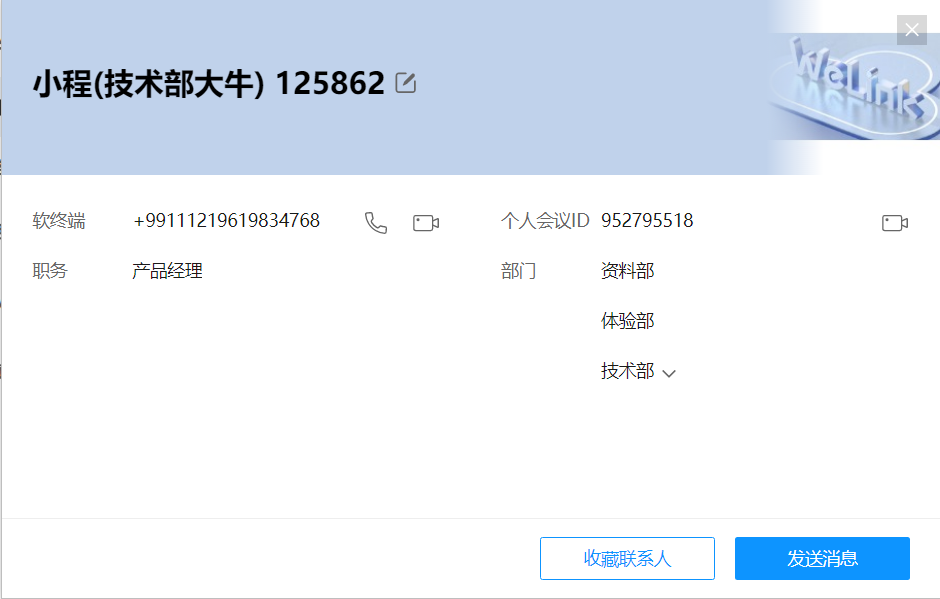 小程(技术部大牛) 125862
WeLink
软终端 +99111219619834768 个人会议ID 952795518
职务 产品经理 部门 资料部
体验部
技术部
收藏联系人 发送消息